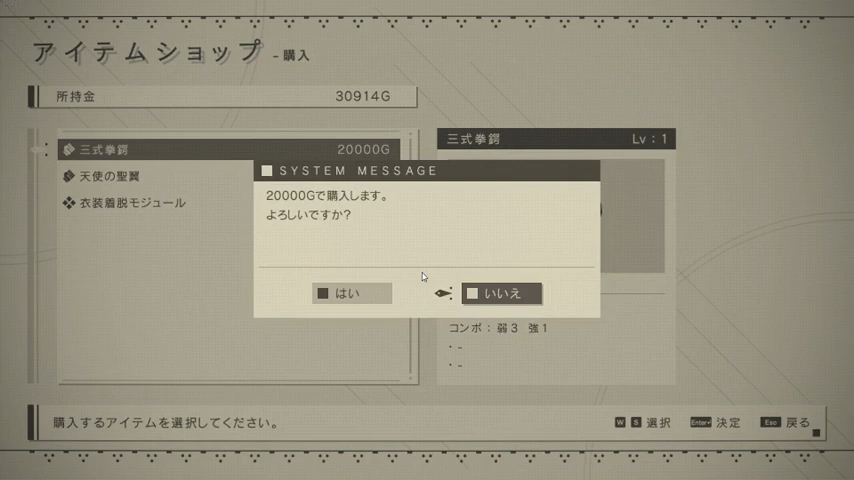 アイテムショップ -購入
所持金 30914G
三式拳鍔 20000G
天使の聖翼
衣装着脱モジュール
三式拳鍔 Lv：1
SYSTEM MESSAGE
20000Gで購入します。
よろしいですか？
はい いいえ
コンボ：弱3 強1
・-
・-
購入するアイテムを選択してください。 W S 選択 Enter 決定 Esc 戻る